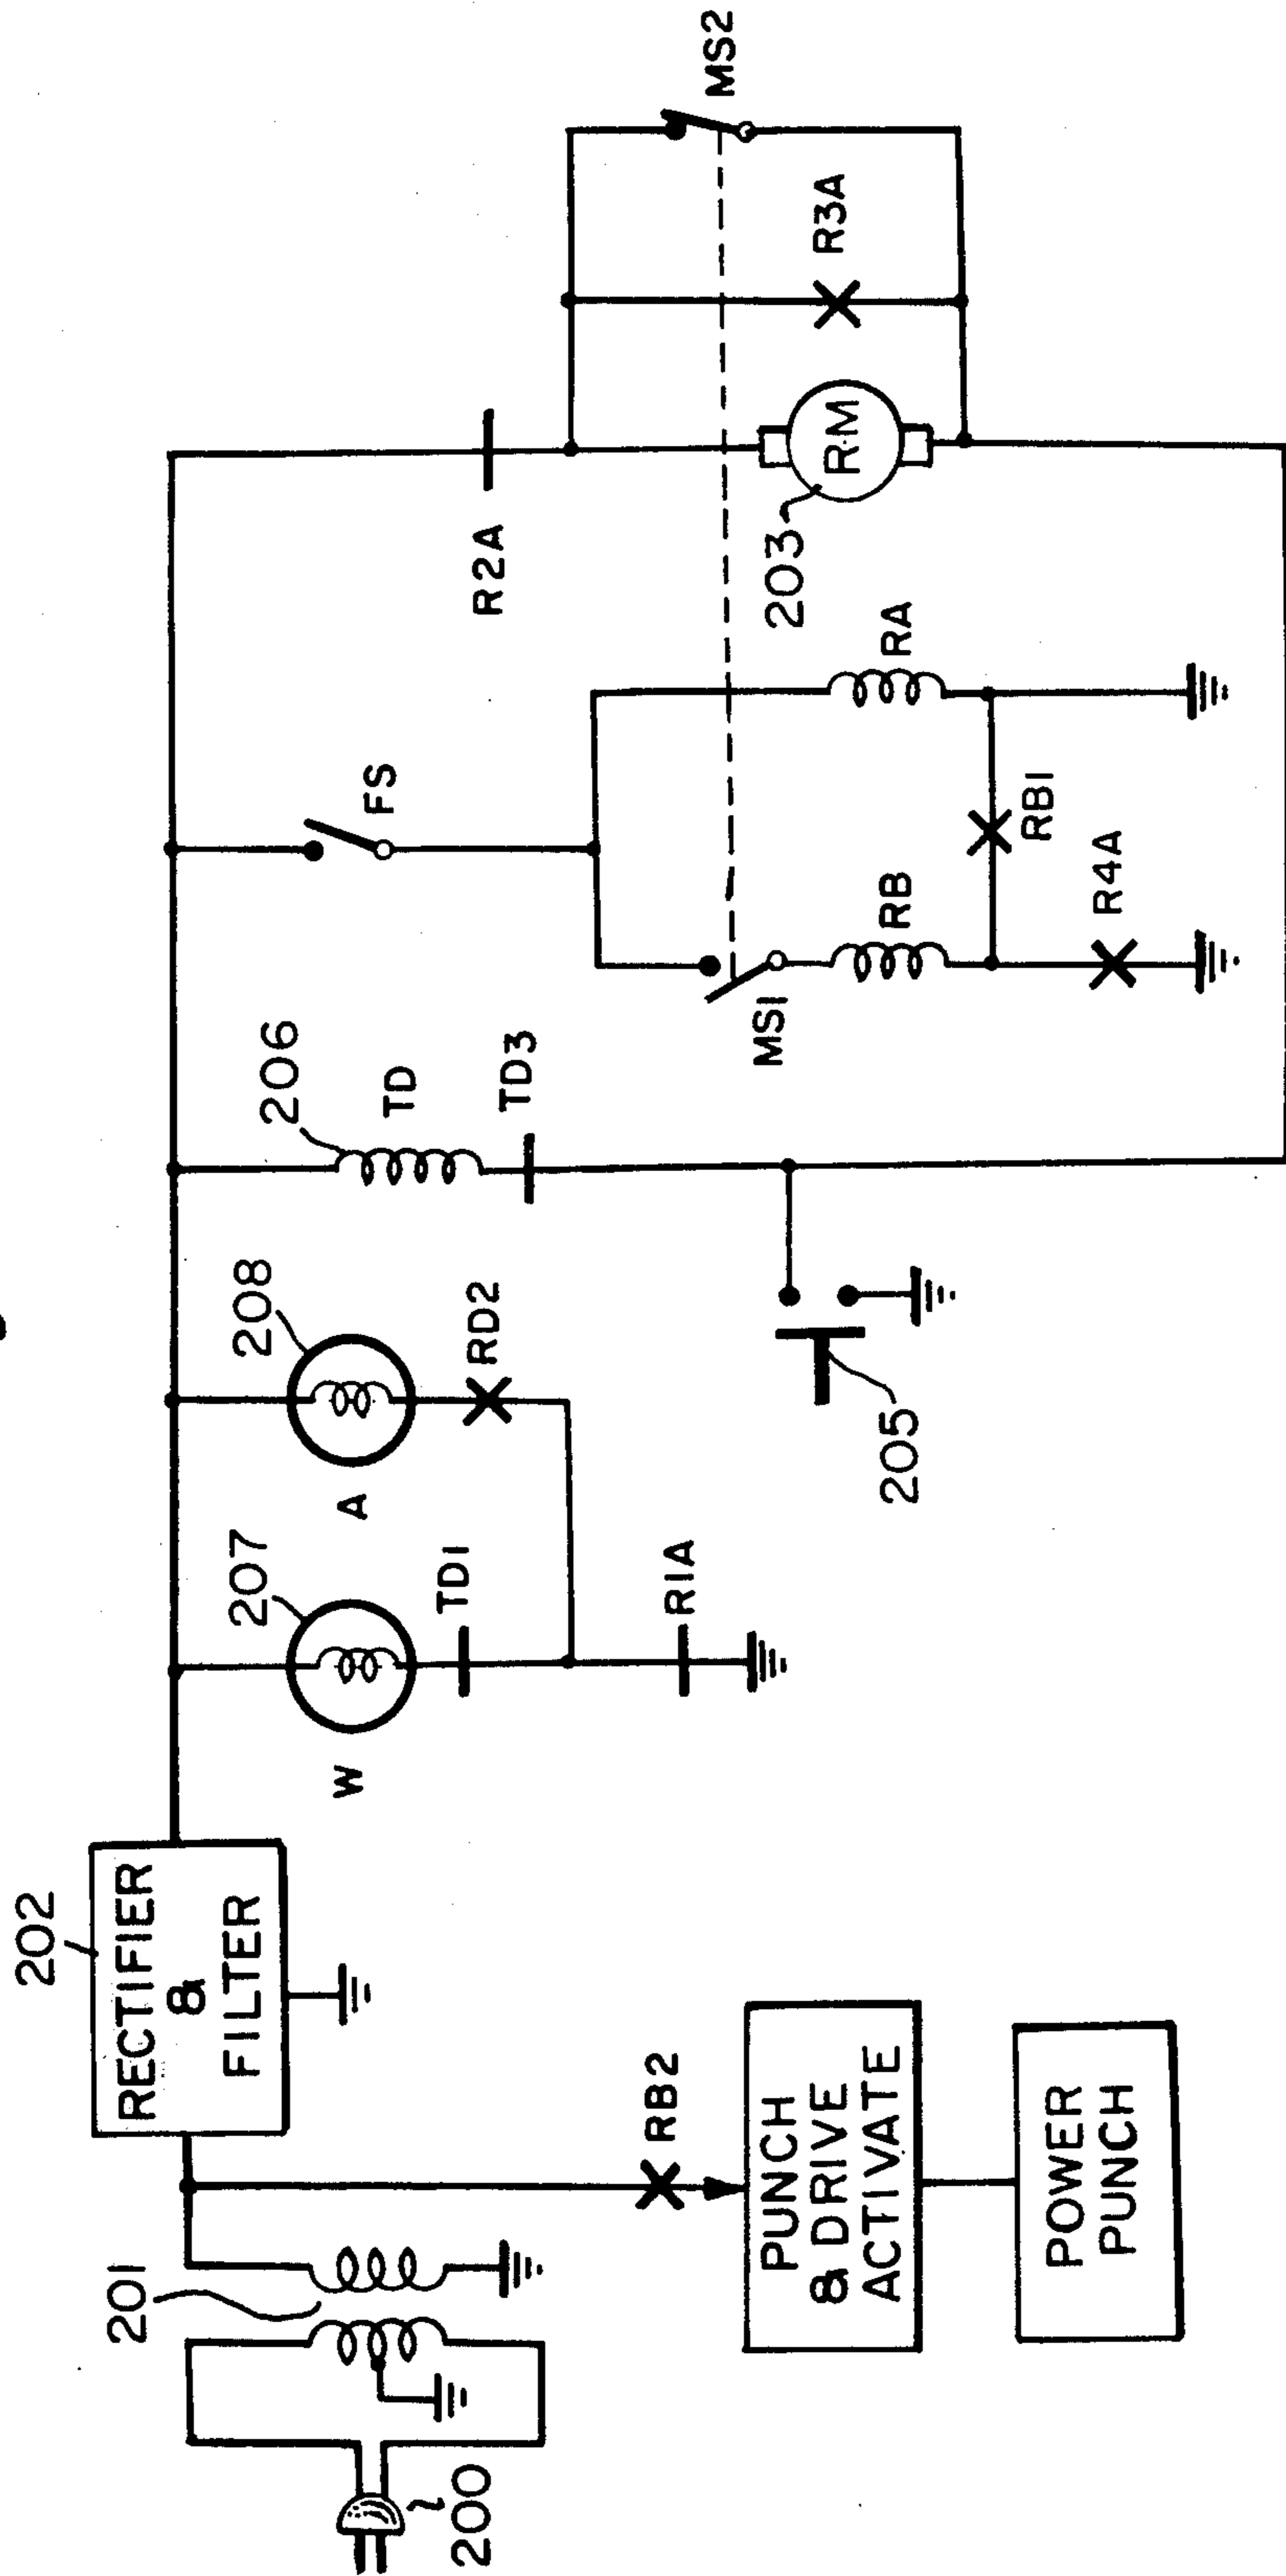 200
201
202
RECTIFIER
&
FILTER
RB2
PUNCH
& DRIVE
ACTIVATE
POWER
PUNCH
207
W
TD1
R1A
208
A
RD2
206
TD
TD3
205
FS
MS1
RB
RA
RB1
R4A
R2A
203
R·M
R3A
MS2